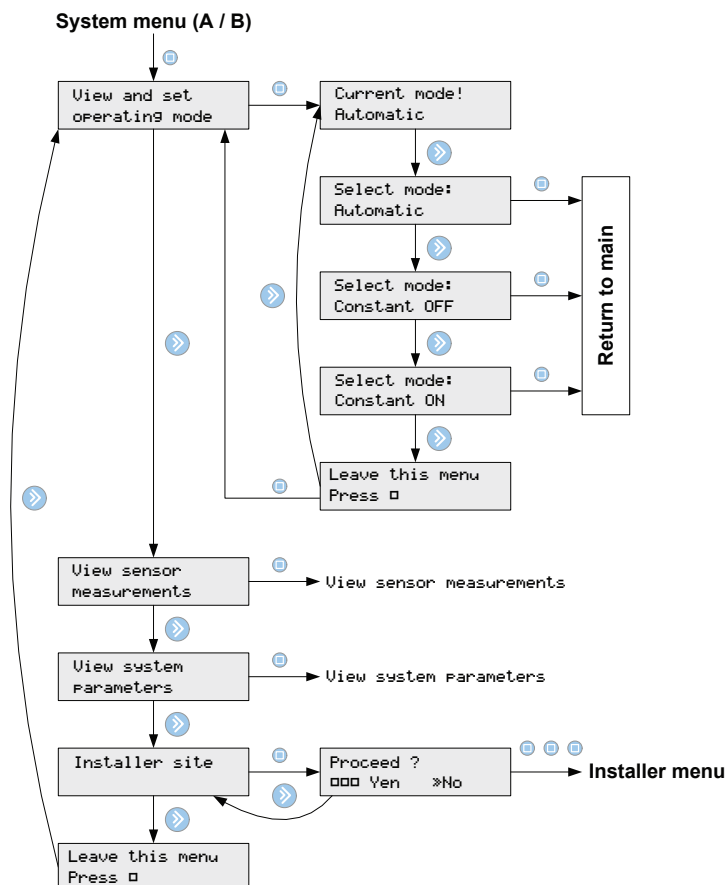 System menu (A / B)
View and set
operating mode
Current mode!
Automatic
Select mode:
Automatic
Select mode:
Constant OFF
Select mode:
Constant ON
Leave this menu
Press □
Return to main
View sensor
measurements
View sensor measurements
View system
parameters
View system parameters
Installer site
Proceed ?
□□□ Yen »No
Installer menu
Leave this menu
Press □